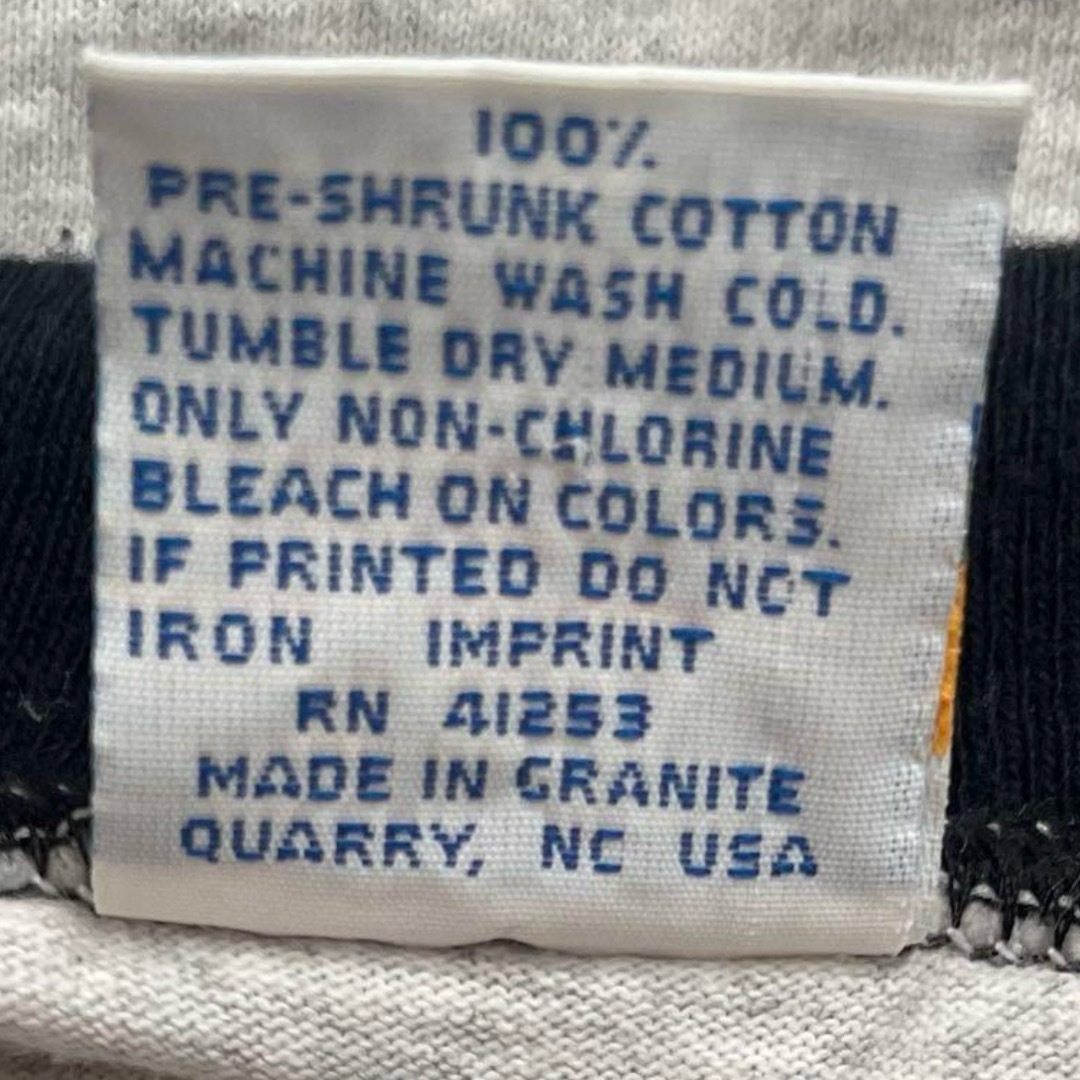 100%
PRE-SHRUNK COTTON
MACHINE WASH COLD.
TUMBLE DRY MEDIUM.
ONLY NON-CHLORINE
BLEACH ON COLORS.
IF PRINTED DO NOT
IRON IMPRINT
RN 41253
MADE IN GRANITE
QUARRY, NC USA